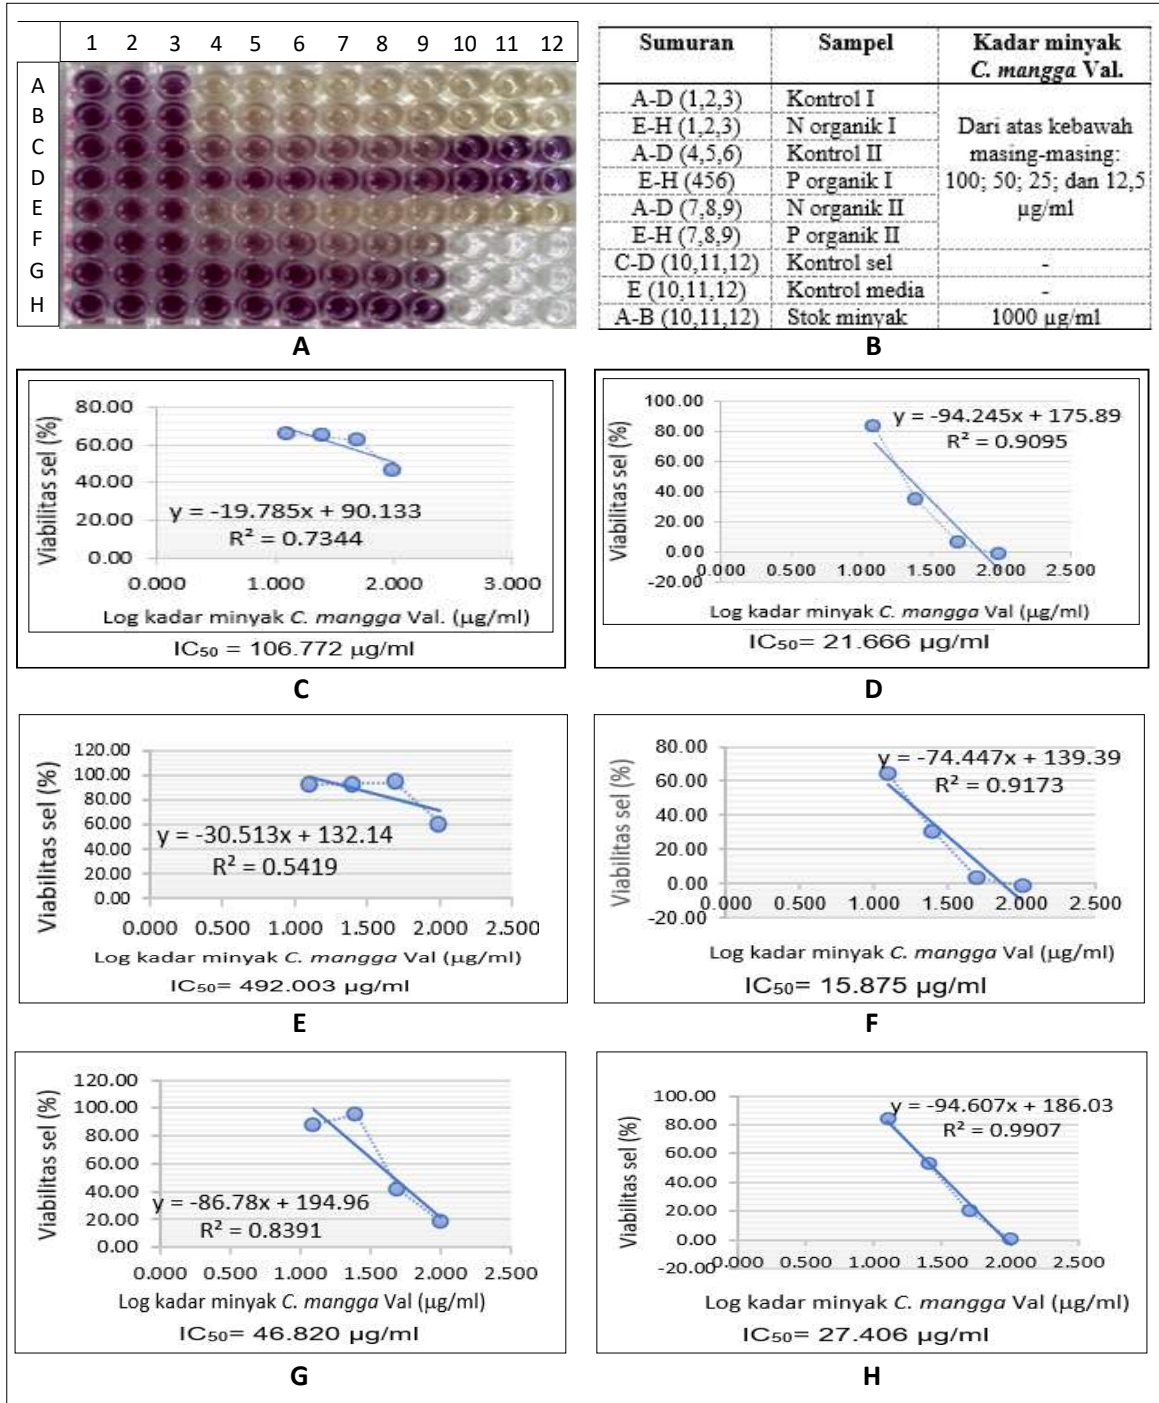 1 2 3 4 5 6 7 8 9 10 11 12
A
B
C
D
E
F
G
H
A
Sumuran Sampel Kadar minyak
C. mangga Val.
A-D (1,2,3) Kontrol I
E-H (1,2,3) N organik I
A-D (4,5,6) Kontrol II
E-H (456) P organik I
A-D (7,8,9) N organik II
E-H (7,8,9) P organik II
Dari atas kebawah
masing-masing:
100; 50; 25; dan 12,5
µg/ml
C-D (10,11,12) Kontrol sel -
E (10,11,12) Kontrol media -
A-B (10,11,12) Stok minyak 1000 µg/ml
B
Viabilitas sel (%)
80.00
60.00
40.00
20.00
0.00
y = -19.785x + 90.133
R² = 0.7344
0.000 1.000 2.000 3.000
Log kadar minyak C. mangga Val. (µg/ml)
IC₅₀ = 106.772 µg/ml
C
Viabilitas sel (%)
100.00
80.00
60.00
40.00
20.00
0.00
-20.00
y = -94.245x + 175.89
R² = 0.9095
0.000 0.500 1.000 1.500 2.000 2.500
Log kadar minyak C. mangga Val (µg/ml)
IC₅₀= 21.666 µg/ml
D
Viabilitas sel (%)
120.00
100.00
80.00
60.00
40.00
20.00
0.00
y = -30.513x + 132.14
R² = 0.5419
0.000 0.500 1.000 1.500 2.000 2.500
Log kadar minyak C. mangga Val (µg/ml)
IC₅₀= 492.003 µg/ml
E
Viabilitas sel (%)
80.00
60.00
40.00
20.00
0.00
-20.00
y = -74.447x + 139.39
R² = 0.9173
0.000 0.500 1.000 1.500 2.000 2.500
Log kadar minyak C. mangga Val (µg/ml)
IC₅₀= 15.875 µg/ml
F
Viabilitas sel (%)
120.00
100.00
80.00
60.00
40.00
20.00
0.00
y = -86.78x + 194.96
R² = 0.8391
0.000 0.500 1.000 1.500 2.000 2.500
Log kadar minyak C. mangga Val (µg/ml)
IC₅₀= 46.820 µg/ml
G
Viabilitas sel (%)
100.00
80.00
60.00
40.00
20.00
0.00
-20.00
y = -94.607x + 186.03
R² = 0.9907
0.000 0.500 1.000 1.500 2.000 2.500
Log kadar minyak C. mangga Val (µg/ml)
IC₅₀= 27.406 µg/ml
H